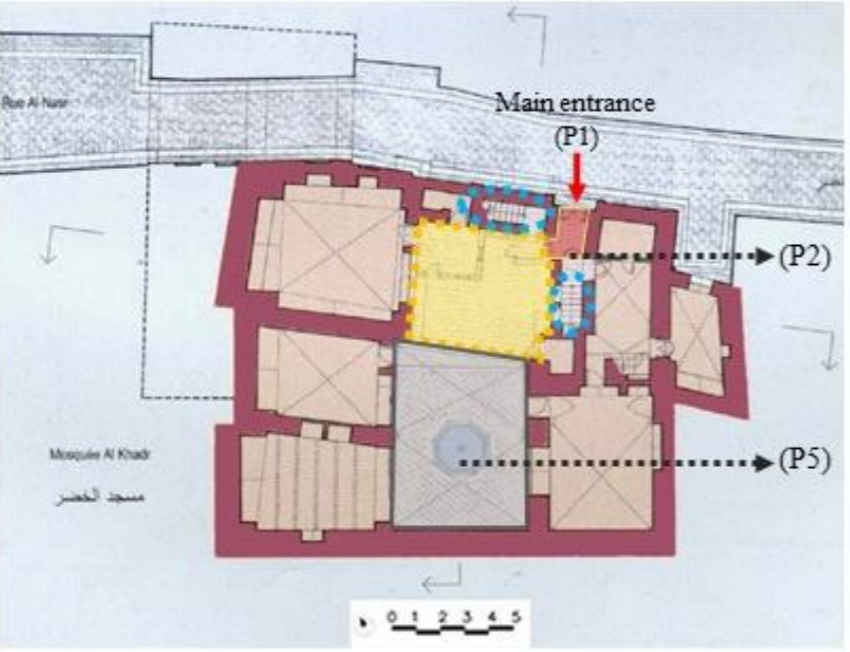 Rue Al-Nasr
Main entrance
(P1)
(P2)
(P5)
Mosquée Al Khadr
مسجد الخضر
0 1 2 3 4 5